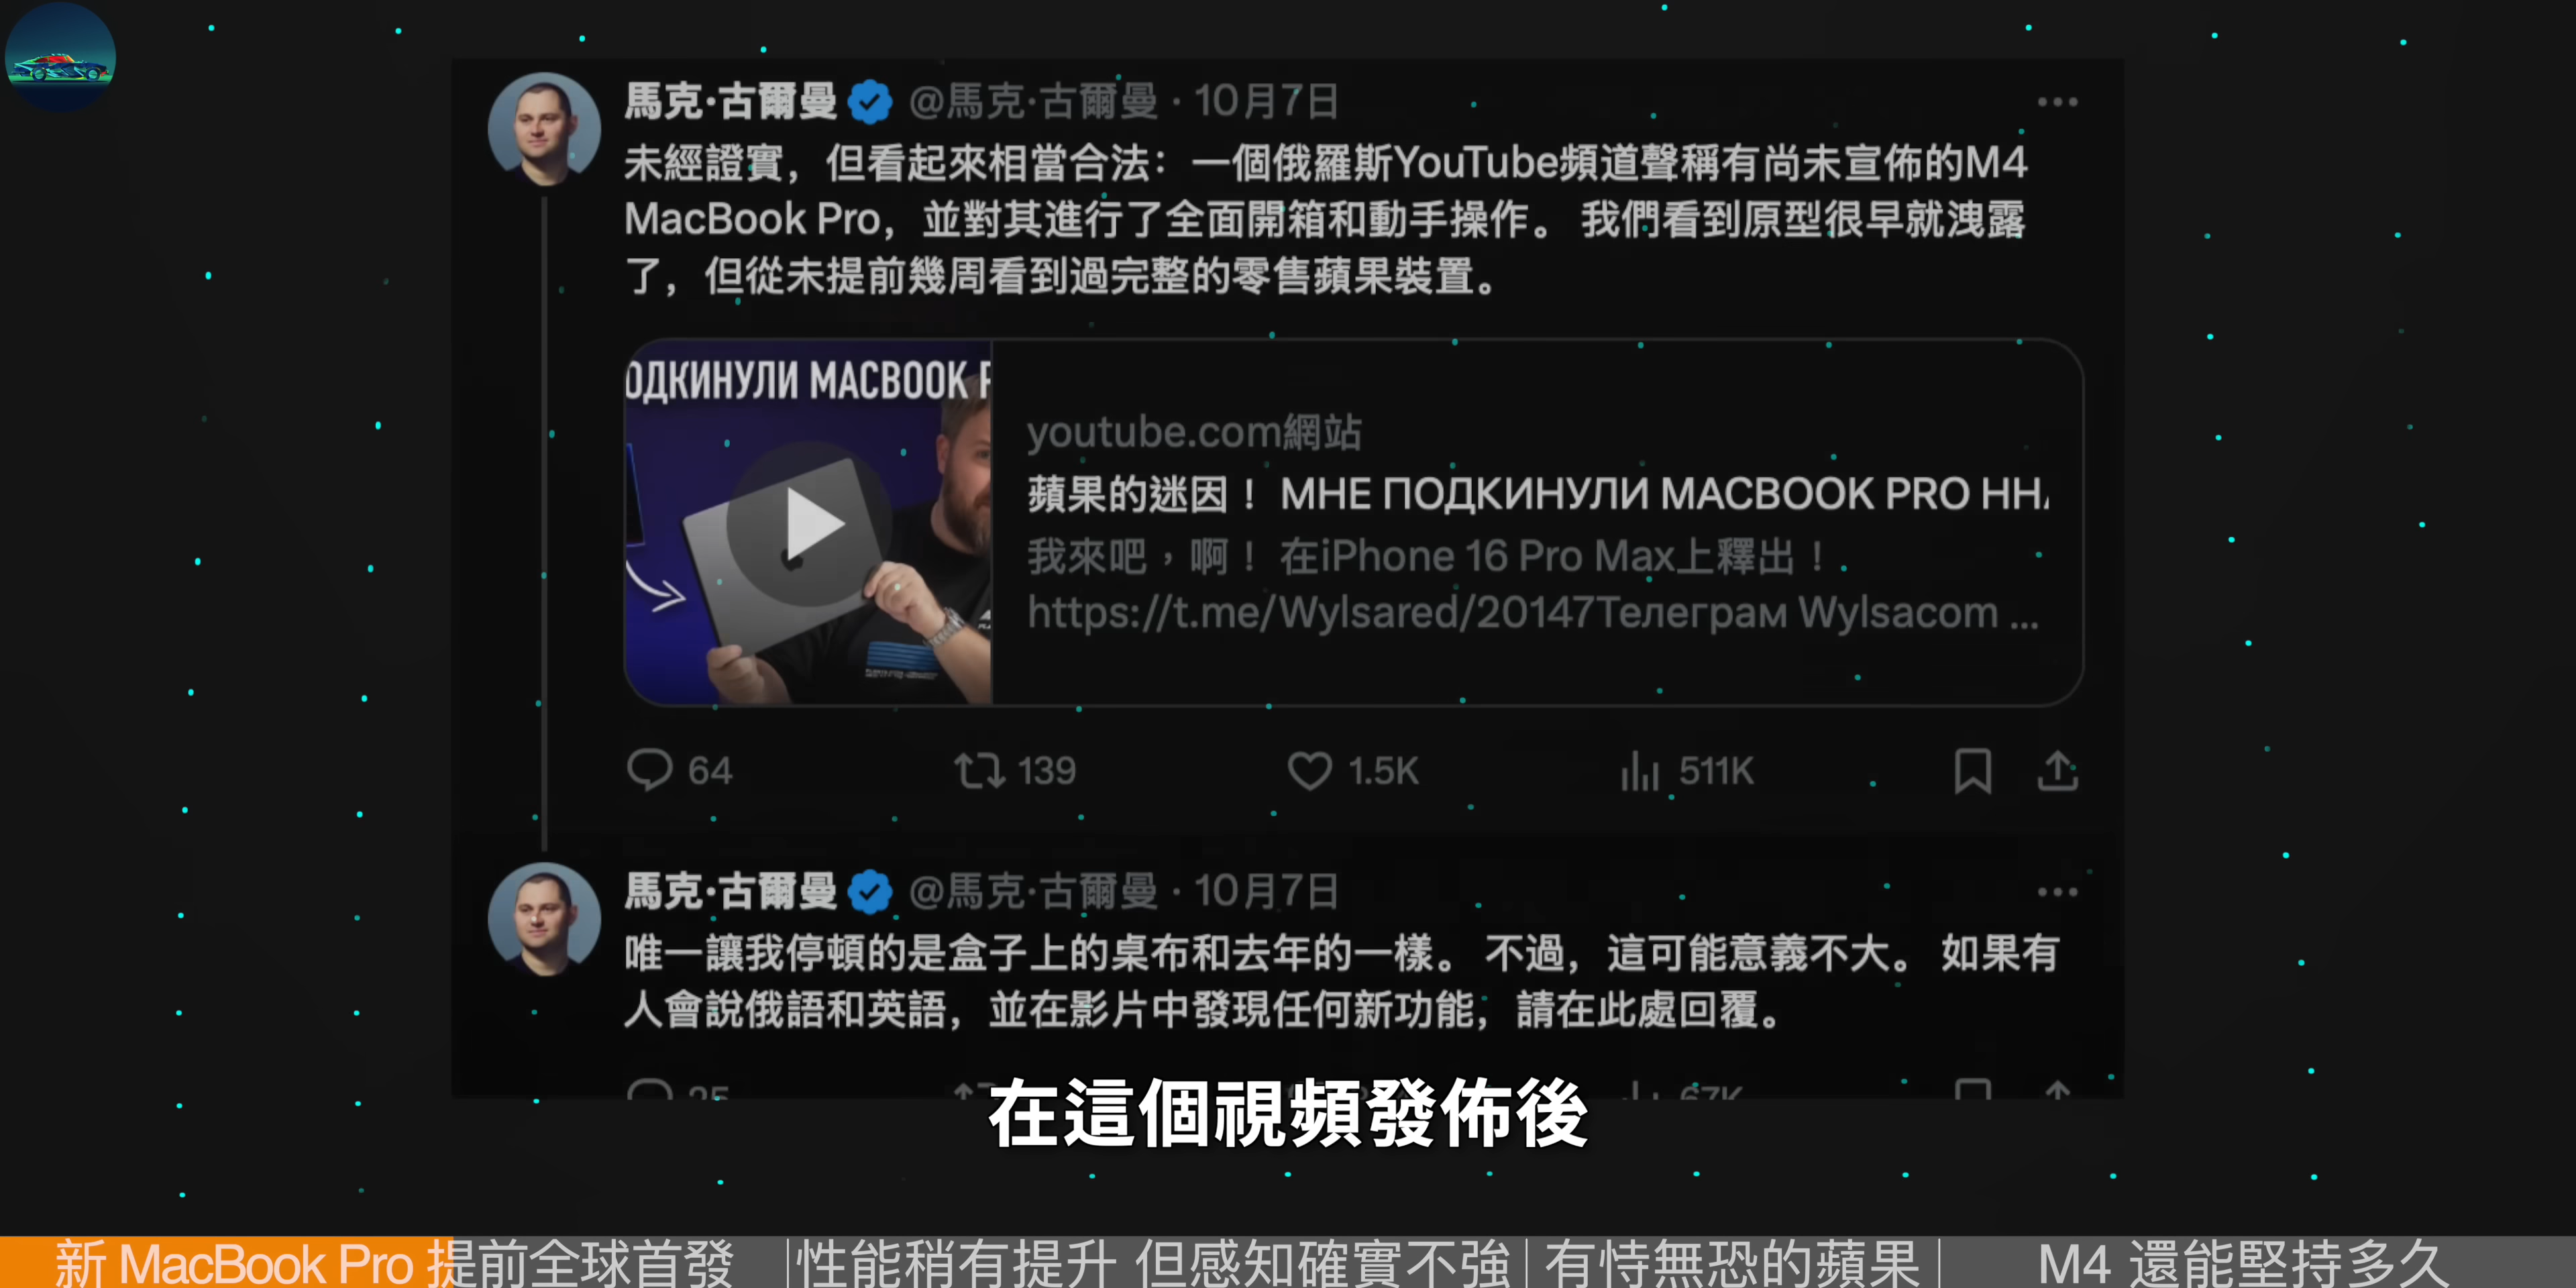 馬克·古爾曼 @馬克·古爾曼 · 10月7日
未經證實，但看起來相當合法：一個俄羅斯YouTube頻道聲稱有尚未宣佈的M4
MacBook Pro，並對其進行了全面開箱和動手操作。 我們看到原型很早就洩露
了，但從未提前幾周看到過完整的零售蘋果裝置。
ОДКИНУЛИ MACBOOK P
youtube.com網站
蘋果的迷因！ МНЕ ПОДКИНУЛИ MACBOOK PRO НН
我來吧，啊！ 在iPhone 16 Pro Max上釋出！
https://t.me/Wylsared/20147Телеграм Wylsacom ...
64 139 1.5K 511K
馬克·古爾曼 @馬克·古爾曼 · 10月7日
唯一讓我停頓的是盒子上的桌布和去年的一樣。 不過，這可能意義不大。 如果有
人會說俄語和英語，並在影片中發現任何新功能，請在此處回覆。
25 67K
在這個視頻發佈後
新 MacBook Pro 提前全球首發 |性能稍有提升 但感知確實不強| 有恃無恐的蘋果| M4 還能堅持多久